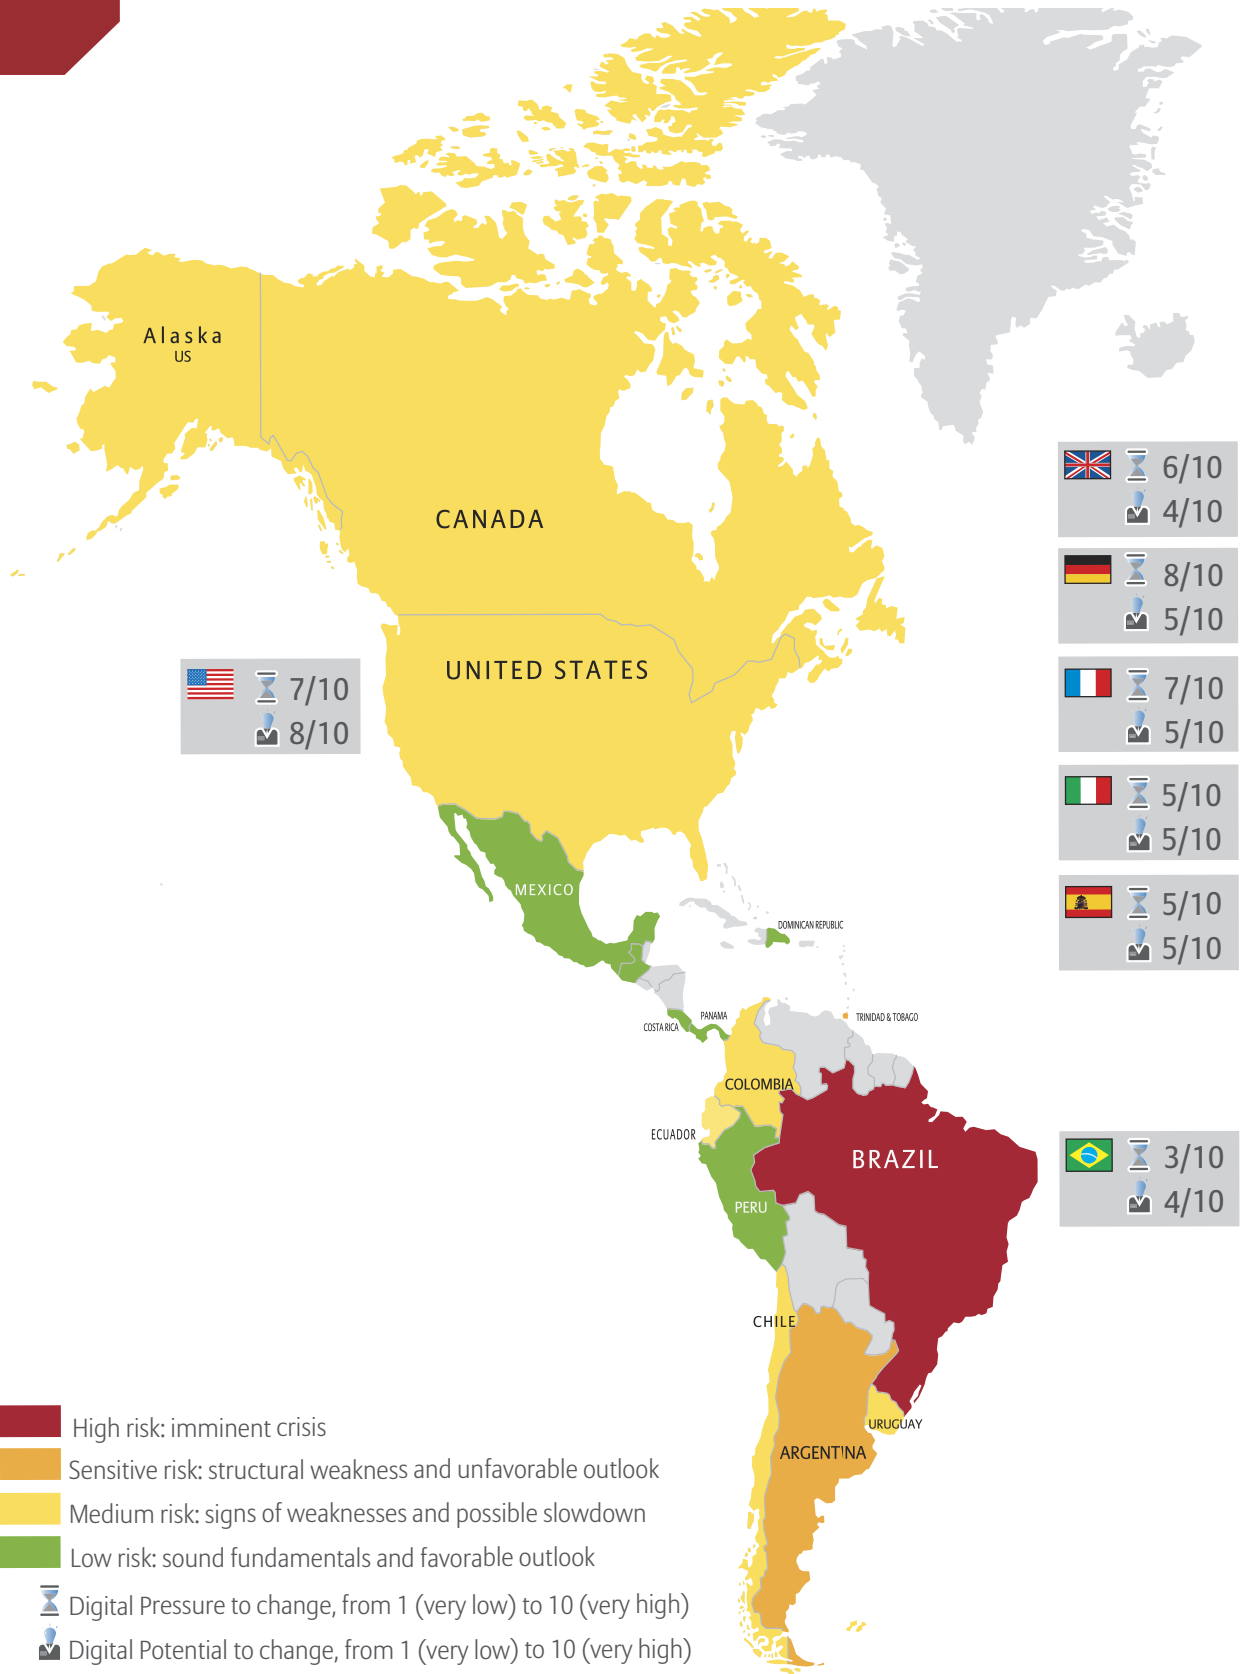 Alaska
US
CANADA
UNITED STATES
6/10
4/10
8/10
5/10
7/10
8/10
7/10
5/10
5/10
5/10
MEXICO
DOMINICAN REPUBLIC
5/10
5/10
PANAMA
COSTA RICA
TRINIDAD & TOBAGO
COLOMBIA
ECUADOR
BRAZIL
3/10
4/10
PERU
CHILE
URUGUAY
ARGENTINA
High risk: imminent crisis
Sensitive risk: structural weakness and unfavorable outlook
Medium risk: signs of weaknesses and possible slowdown
Low risk: sound fundamentals and favorable outlook
Digital Pressure to change, from 1 (very low) to 10 (very high)
Digital Potential to change, from 1 (very low) to 10 (very high)